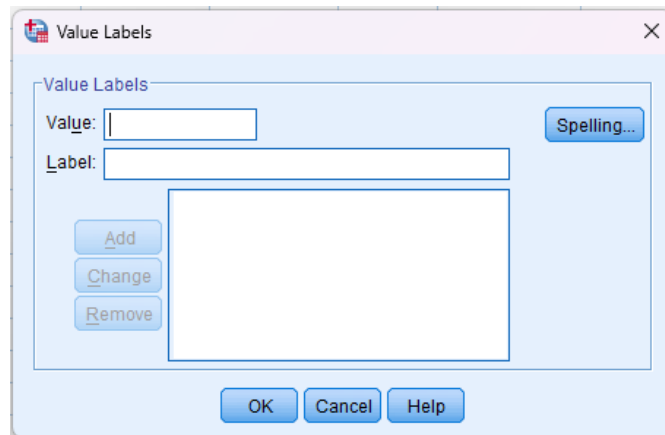 Value Labels
Value Labels
Value:
Spelling...
Label:
Add
Change
Remove
OK Cancel Help